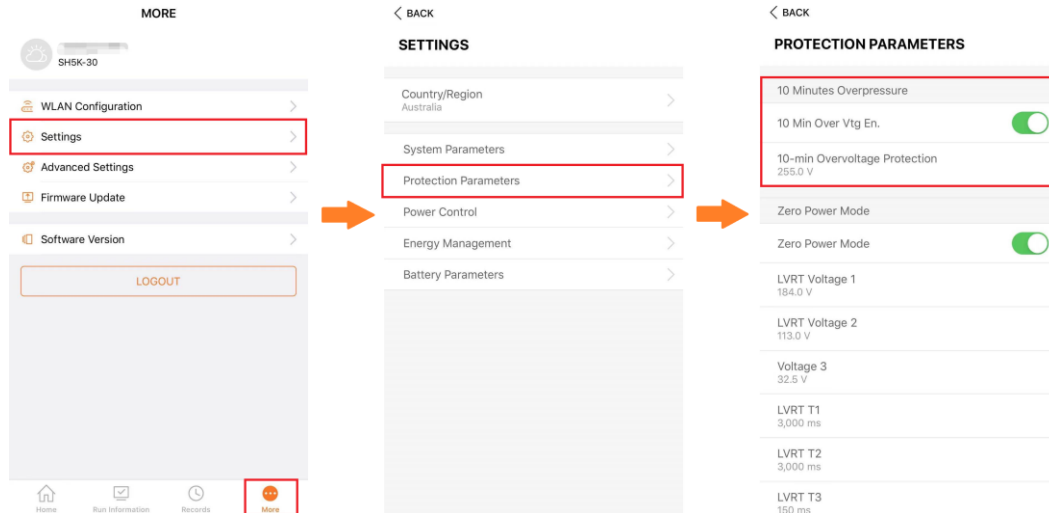 MORE
SH5K-30
WLAN Configuration
Settings
Advanced Settings
Firmware Update
Software Version
LOGOUT
Home
Run Information
Records
More
BACK
SETTINGS
Country/Region
Australia
System Parameters
Protection Parameters
Power Control
Energy Management
Battery Parameters
BACK
PROTECTION PARAMETERS
10 Minutes Overpressure
10 Min Over Vtg En.
10-min Overvoltage Protection
255.0 V
Zero Power Mode
Zero Power Mode
LVRT Voltage 1
184.0 V
LVRT Voltage 2
113.0 V
Voltage 3
32.5 V
LVRT T1
3,000 ms
LVRT T2
3,000 ms
LVRT T3
150 ms